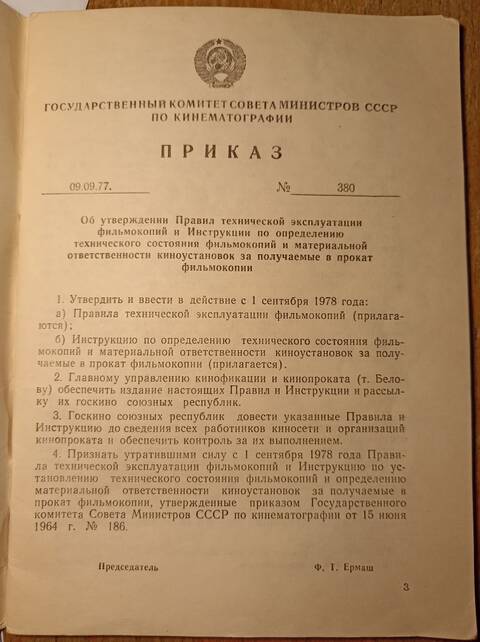 ГОСУДАРСТВЕННЫЙ КОМИТЕТ СОВЕТА МИНИСТРОВ СССР
ПО КИНЕМАТОГРАФИИ
ПРИКАЗ
09.09.77. № 380
Об утверждении Правил технической эксплуатации
фильмокопий и Инструкции по определению
технического состояния фильмокопий и материальной
ответственности киноустановок за получаемые в прокат
фильмокопии
1. Утвердить и ввести в действие с 1 сентября 1978 года:
а) Правила технической эксплуатации фильмокопий (прилага-
ются);
б) Инструкцию по определению технического состояния филь-
мокопий и материальной ответственности киноустановок за полу-
чаемые в прокат фильмокопии (прилагается).
2. Главному управлению кинофикации и кинопроката (т. Бело-
ву) обеспечить издание настоящих Правил и Инструкции и рассыл-
ку их госкино союзных республик.
3. Госкино союзных республик довести указанные Правила и
Инструкцию до сведения всех работников киносети и организаций
кинопроката и обеспечить контроль за их выполнением.
4. Признать утратившими силу с 1 сентября 1978 года Прави-
ла технической эксплуатации фильмокопий и Инструкцию по ус-
тановлению технического состояния фильмокопий и определению
материальной ответственности киноустановок за получаемые в
прокат фильмокопии, утвержденные приказом Государственного
комитета Совета Министров СССР по кинематографии от 15 июня
1964 г. № 186.
Председатель Ф. Т. Ермаш
3